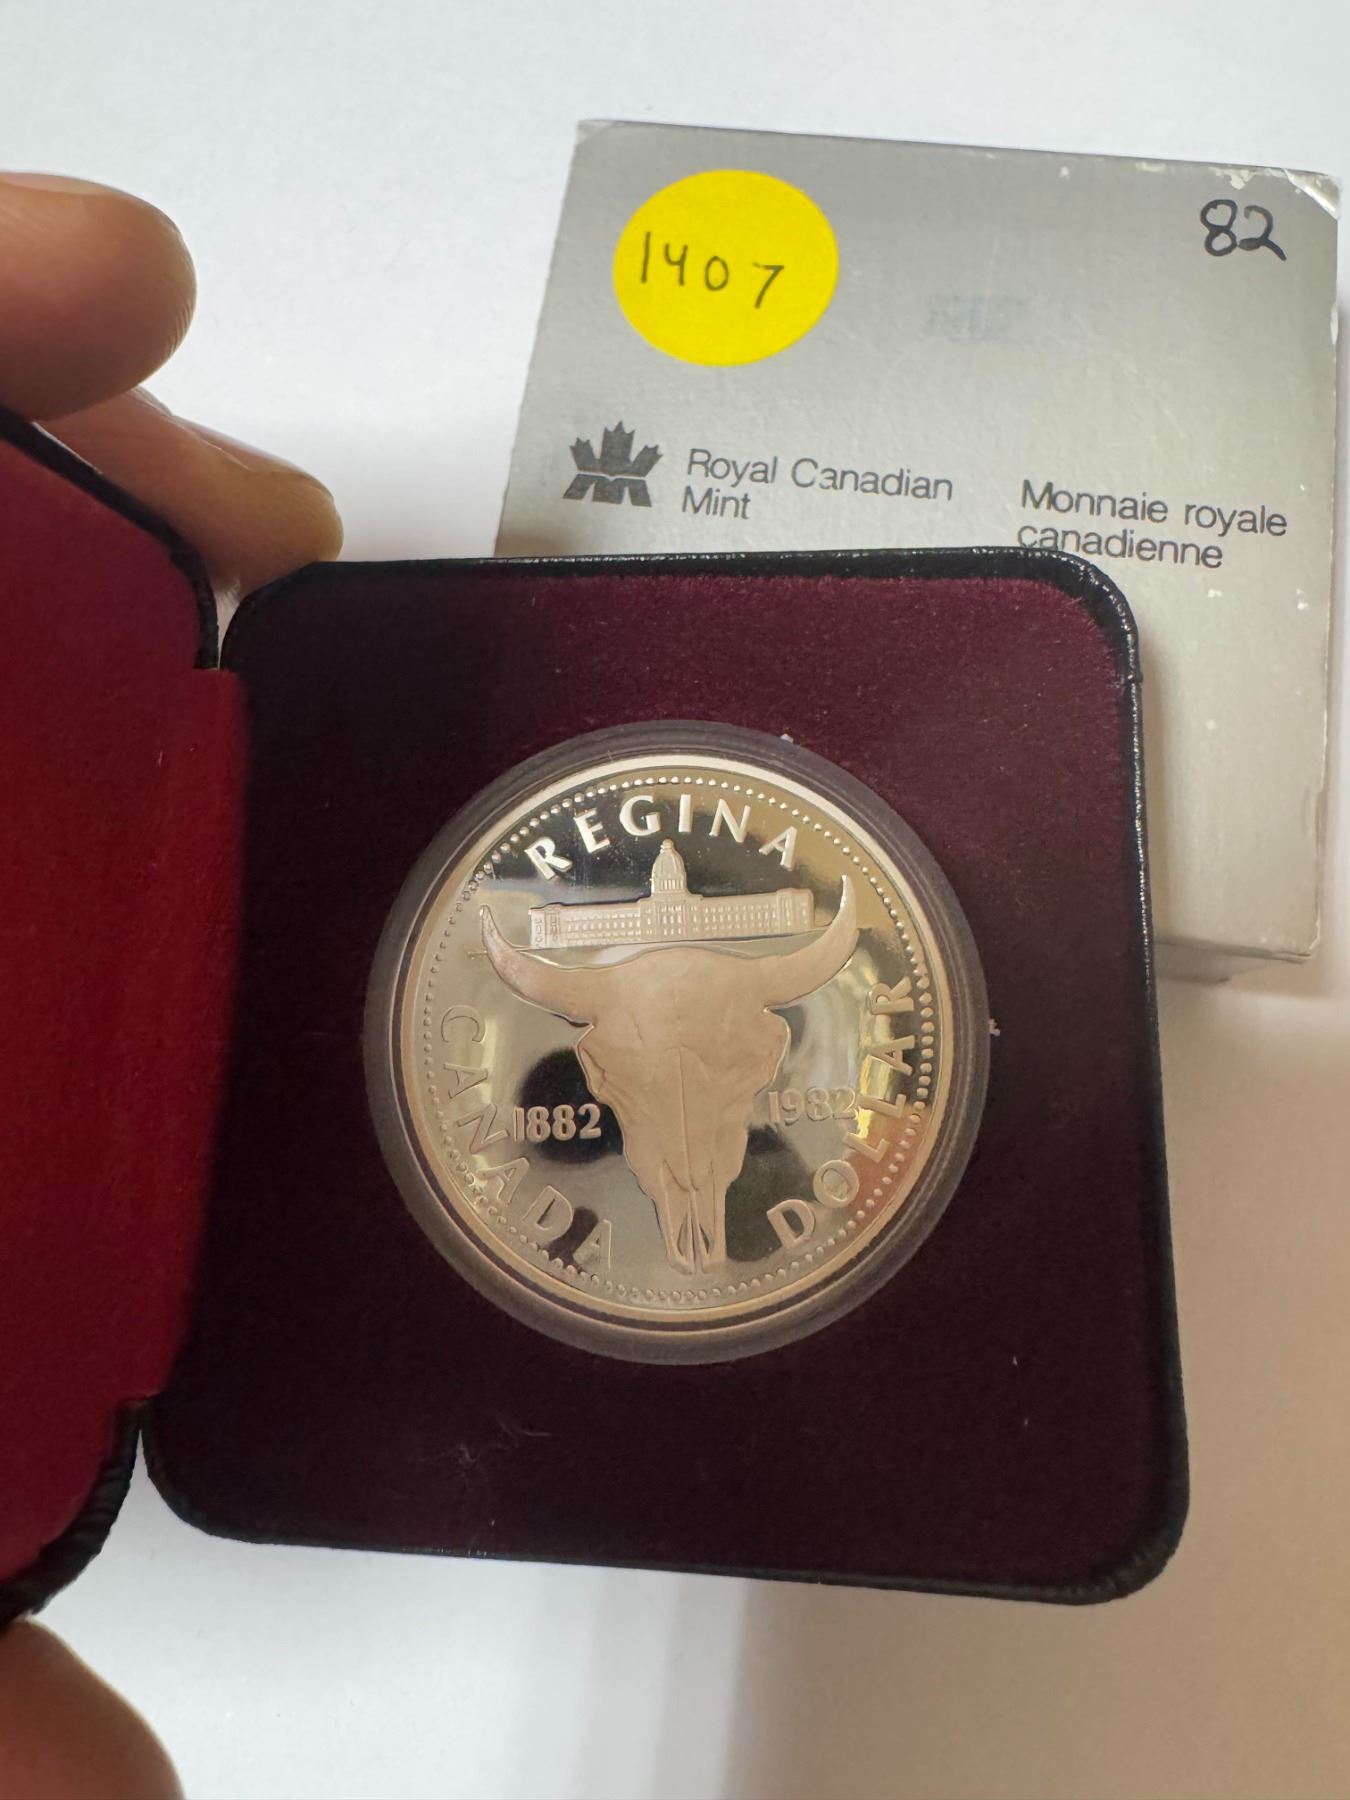 1407
82
Royal Canadian
Mint
Monnaie royale
canadienne
REGINA
CANADA
1882
1982
DOLLAR